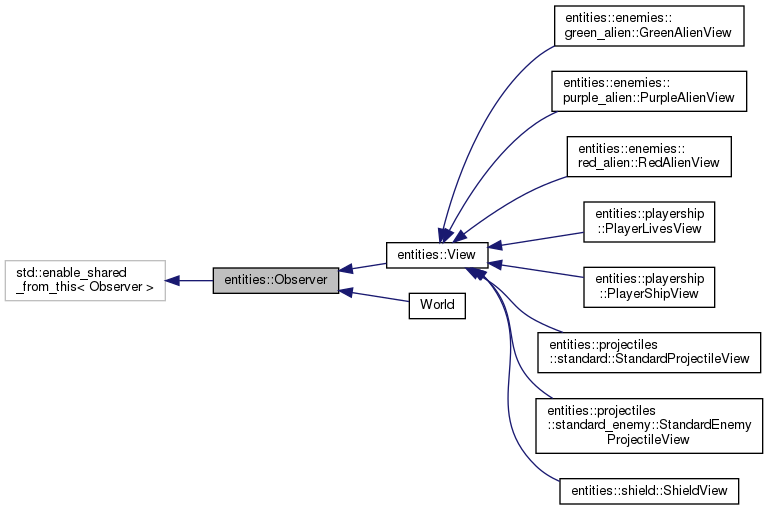 entities::enemies::
green_alien::GreenAlienView
entities::enemies::
purple_alien::PurpleAlienView
entities::enemies::
red_alien::RedAlienView
entities::playership
::PlayerLivesView
entities::View
std::enable_shared
_from_this< Observer >
entities::Observer
World
entities::playership
::PlayerShipView
entities::projectiles
::standard::StandardProjectileView
entities::projectiles
::standard_enemy::StandardEnemy
ProjectileView
entities::shield::ShieldView